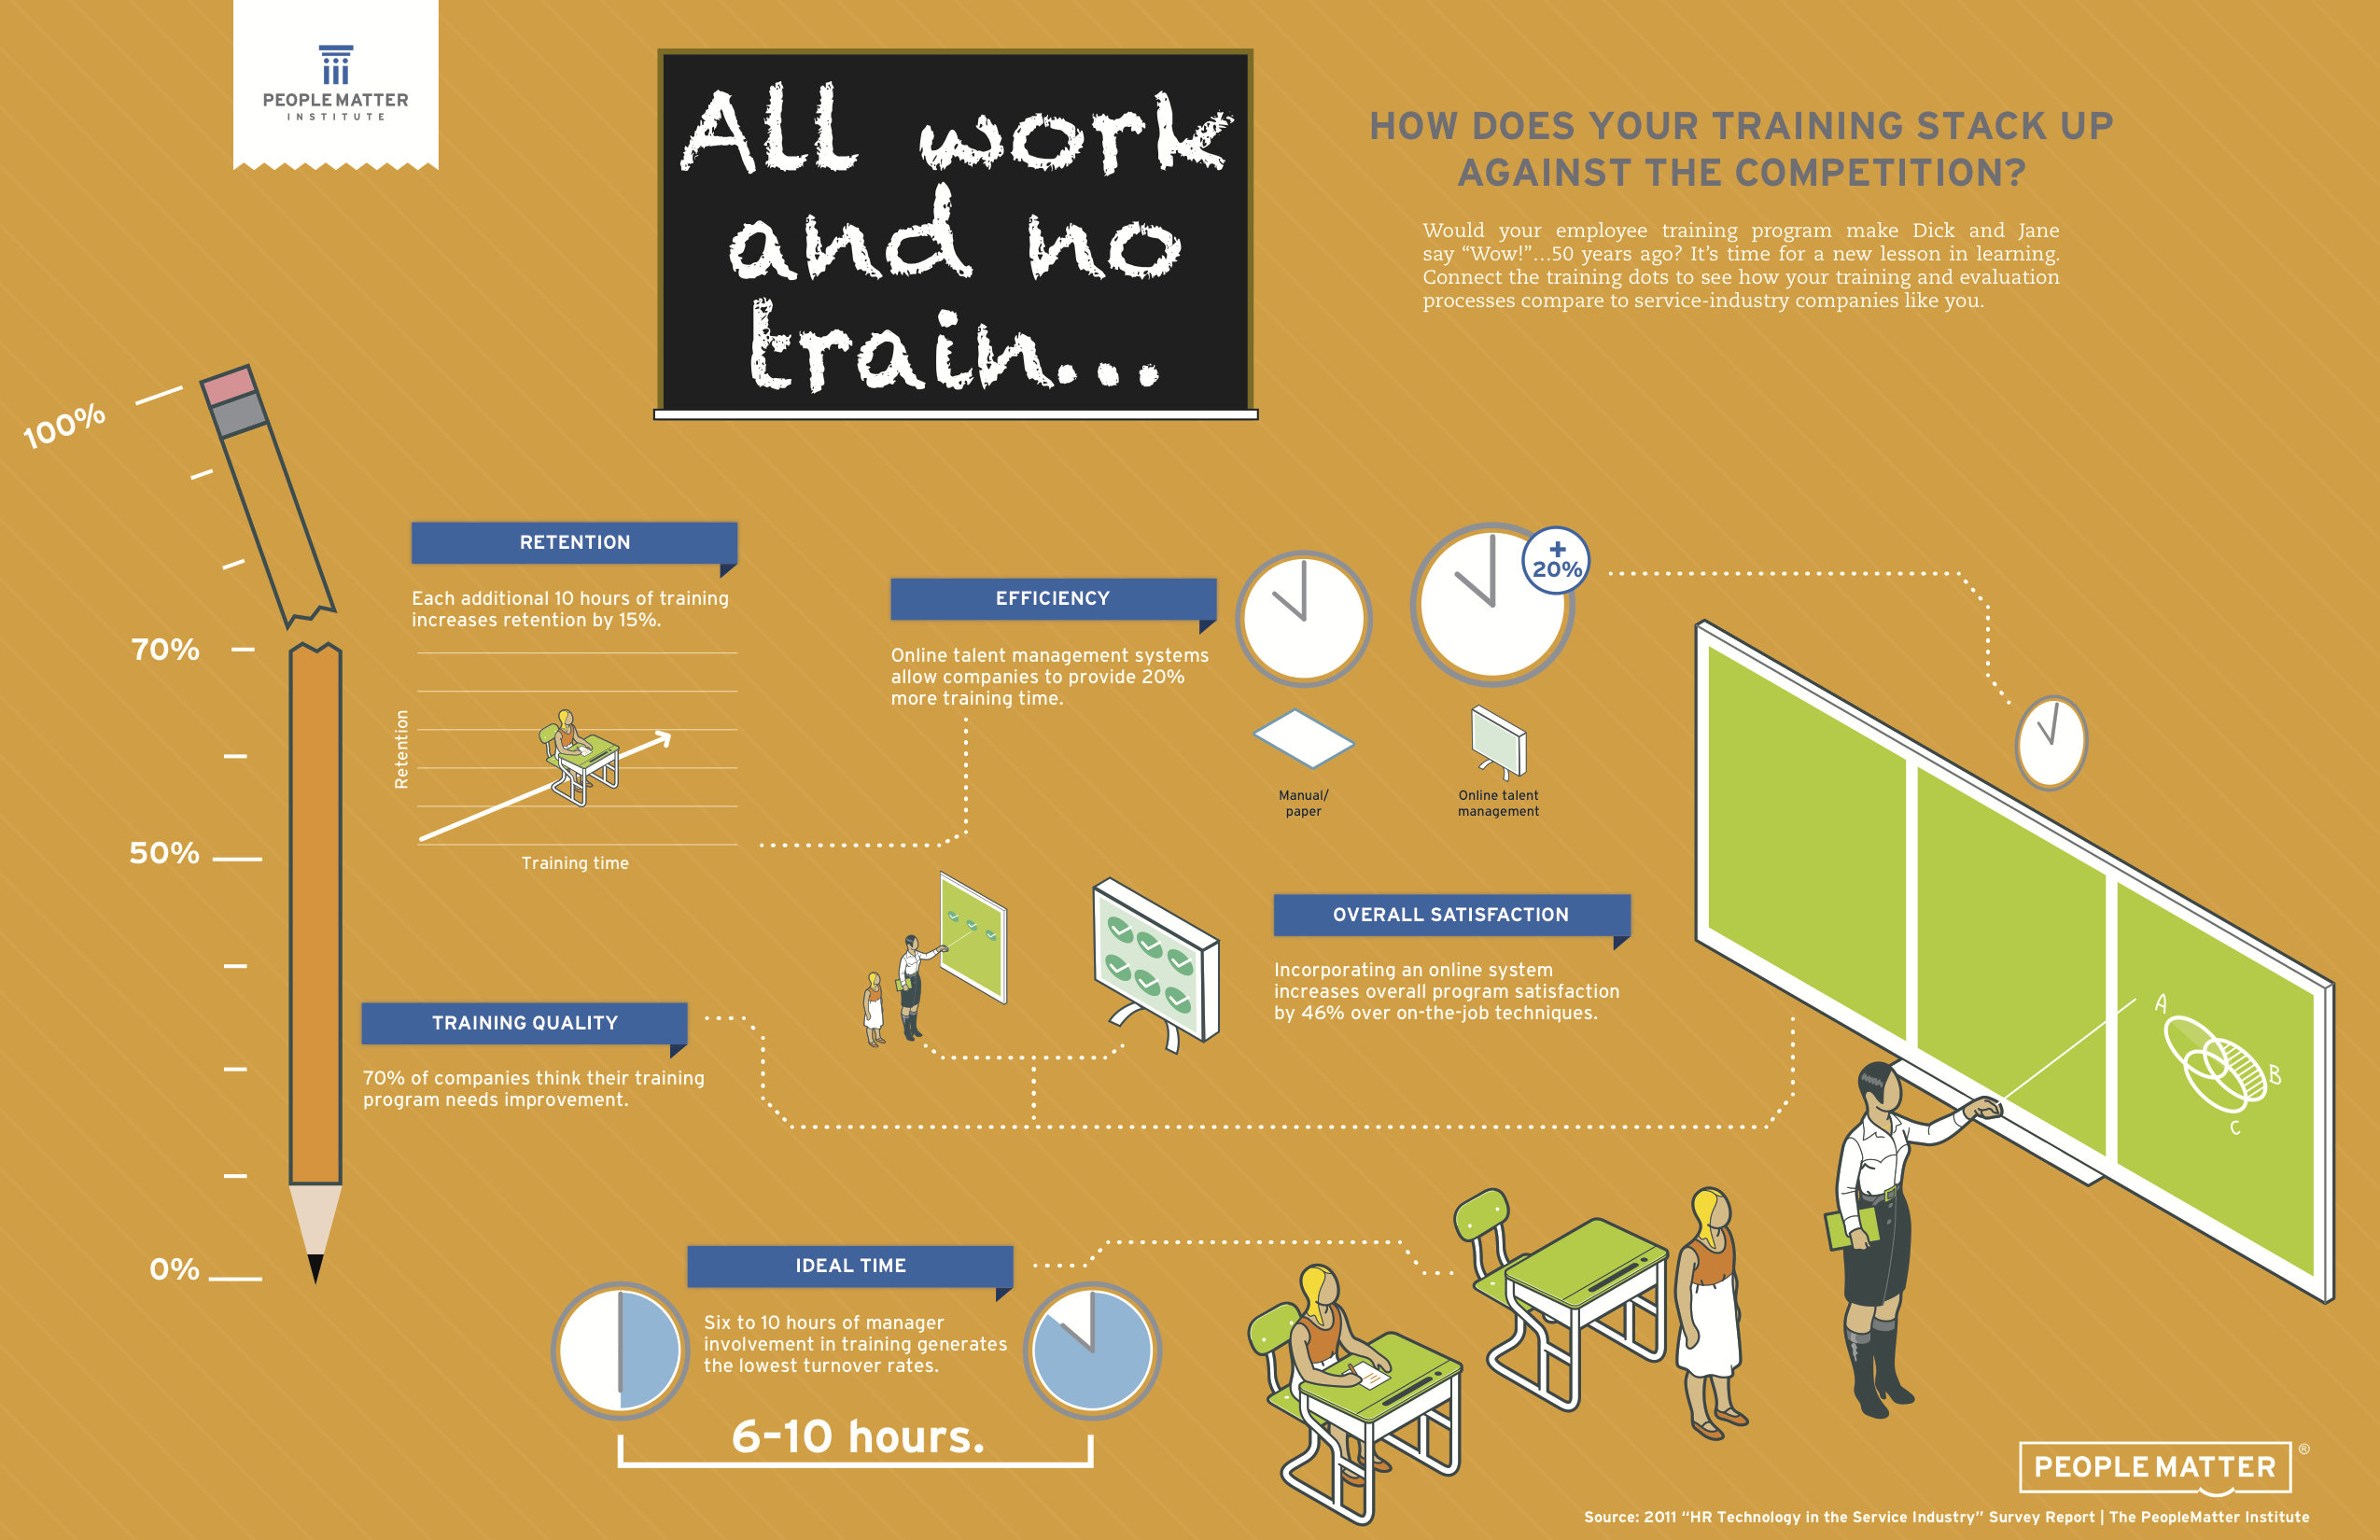 PEOPLE MATTER
INSTITUTE
All work
and no
train...
HOW DOES YOUR TRAINING STACK UP
AGAINST THE COMPETITION?
Would your employee training program make Dick and Jane
say “Wow!”...50 years ago? It’s time for a new lesson in learning.
Connect the training dots to see how your training and evaluation
processes compare to service-industry companies like you.
100%
70%
50%
0%
RETENTION
Each additional 10 hours of training
increases retention by 15%.
Retention
Training time
EFFICIENCY
Online talent management systems
allow companies to provide 20%
more training time.
+
20%
Manual/
paper
Online talent
management
OVERALL SATISFACTION
Incorporating an online system
increases overall program satisfaction
by 46% over on-the-job techniques.
TRAINING QUALITY
70% of companies think their training
program needs improvement.
A
B
C
IDEAL TIME
Six to 10 hours of manager
involvement in training generates
the lowest turnover rates.
6-10 hours.
PEOPLE MATTER ®
Source: 2011 “HR Technology in the Service Industry” Survey Report | The PeopleMatter Institute